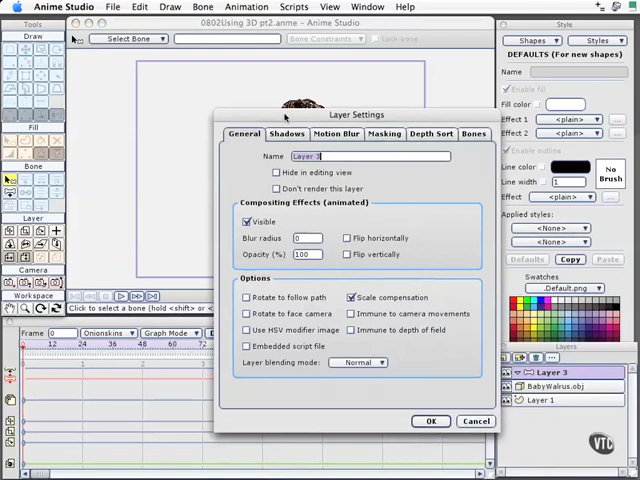 Anime Studio File Edit Draw Bone Animation Layer View Window Help
0802Using 3D pt2.anme - Anime Studio
Tools
Draw
Fill
Bone
Layer
Camera
Workspace
Select Bone
Bone Constraints
Lock bone
Layer Settings
General Shadows Motion Blur Masking Depth Sort Bones
Name Layer 3
Hide in editing view
Don't render this layer
Compositing Effects (animated)
Visible
Blur radius 0 Flip horizontally
Opacity (%) 100 Flip vertically
Options
Rotate to follow path Scale compensation
Rotate to face camera Immune to camera movements
Use HSV modifier image Immune to depth of field
Embedded script file
Layer blending mode: Normal
OK Cancel
Click to select a bone (hold <shift> or <
Frame 0 Onionskins Graph Mode
0 12 24 36 48 60 72
1 2 3
Style
Shapes Styles
DEFAULTS (For new shapes)
Name
Enable fill
Fill color
Effect 1 <plain> ...
Effect 2 <plain> ...
Enable outline
Line color
Line width 1
Effect <plain> ...
No
Brush
Applied styles:
<None>
<None>
Defaults Copy Paste
Swatches
.Default.png
Layers
Layer 3
BabyWalrus.obj
Layer 1
VTC